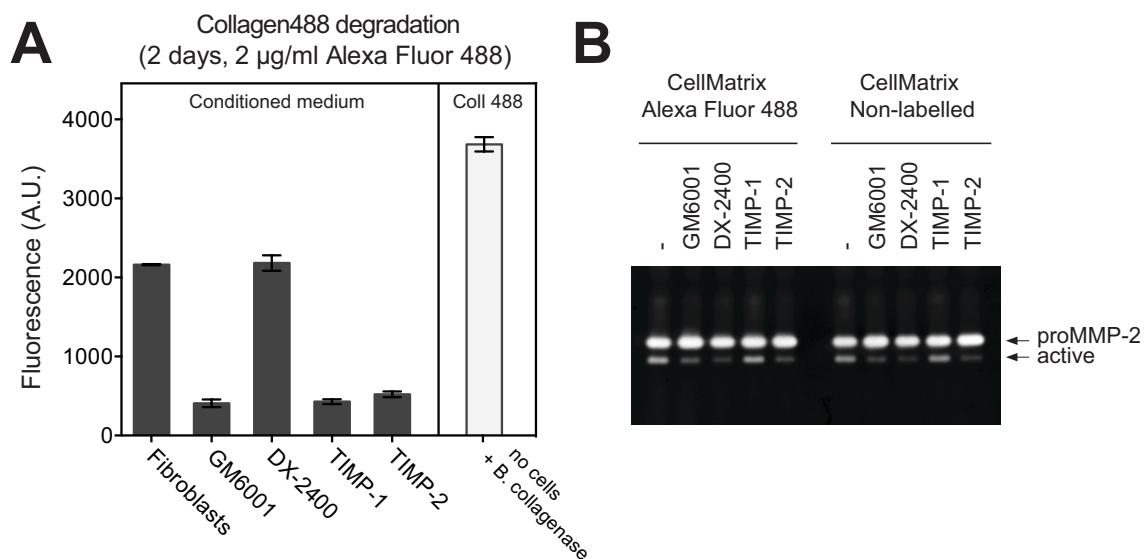 A
Collagen488 degradation
(2 days, 2 µg/ml Alexa Fluor 488)
Conditioned medium
Coll 488
Fluorescence (A.U.)
4000
3000
2000
1000
0
Fibroblasts
GM6001
DX-2400
TIMP-1
TIMP-2
no cells
+ B. collagenase
B
CellMatrix
Alexa Fluor 488
CellMatrix
Non-labelled
-
GM6001
DX-2400
TIMP-1
TIMP-2
-
GM6001
DX-2400
TIMP-1
TIMP-2
proMMP-2
active